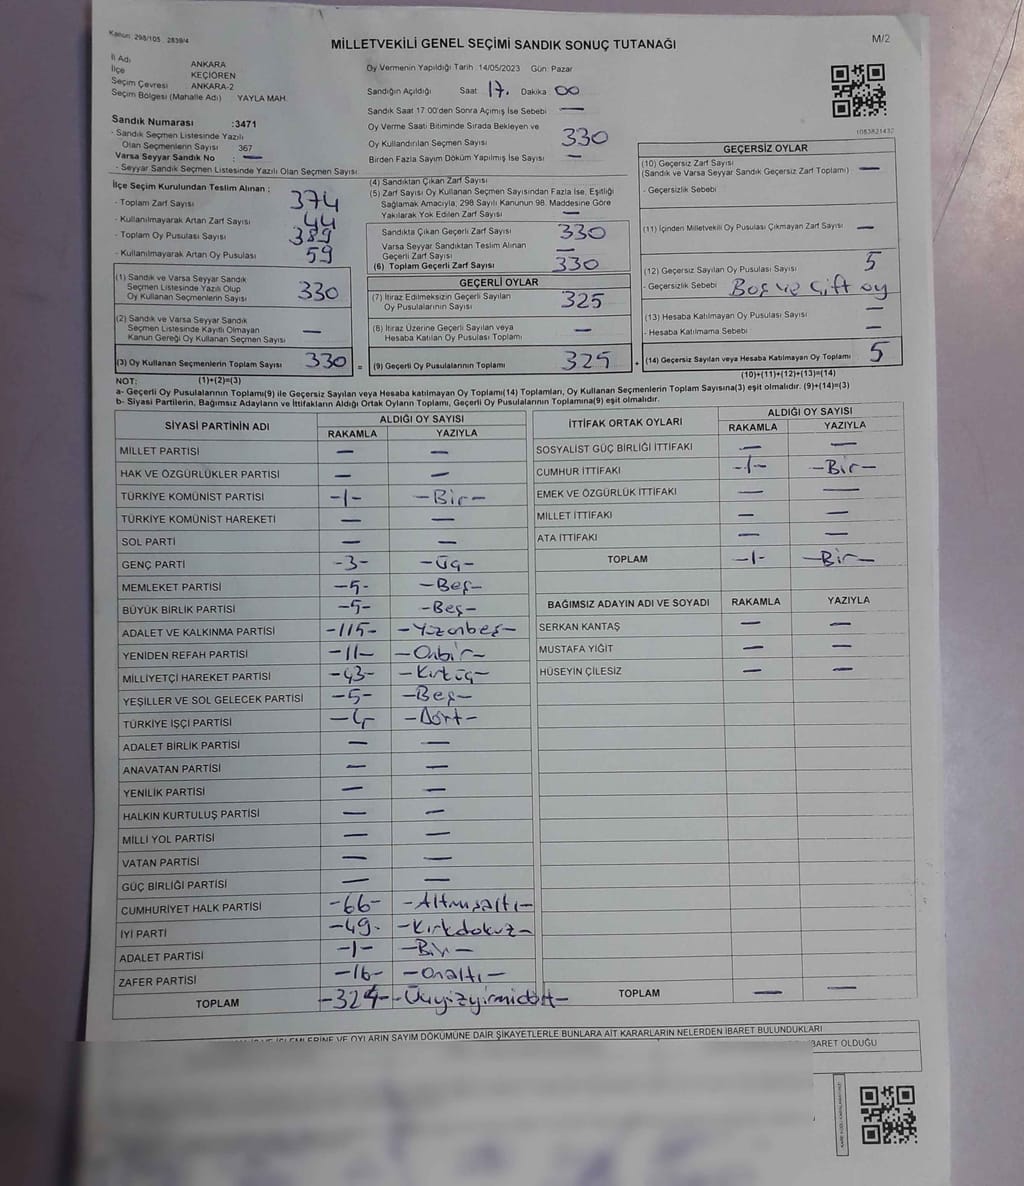 Kanun: 298/105 2839/4
MİLLETVEKİLİ GENEL SEÇİMİ SANDIK SONUÇ TUTANAĞI
M/2
İl Adı ANKARA
İlçe KEÇİÖREN
Seçim Çevresi ANKARA-2
Seçim Bölgesi (Mahalle Adı) YAYLA MAH.
Sandık Numarası :3471
- Sandık Seçmen Listesinde Yazılı
Olan Seçmenlerin Sayısı 367
Varsa Seyyar Sandık No : —
- Seyyar Sandık Seçmen Listesinde Yazılı Olan Seçmen Sayısı
Oy Vermenin Yapıldığı Tarih :14/05/2023 Gün: Pazar
Sandığın Açıldığı Saat 17. Dakika 00
Sandık Saat 17:00'den Sonra Açımış İse Sebebi —
Oy Verme Saati Bitiminde Sırada Bekleyen ve
Oy Kullandırılan Seçmen Sayısı 330
Birden Fazla Sayım Döküm Yapılmış İse Sayısı —
1083821437
İlçe Seçim Kurulundan Teslim Alınan :
- Toplam Zarf Sayısı 374
- Kullanılmayarak Artan Zarf Sayısı 44
- Toplam Oy Pusulası Sayısı 389
- Kullanılmayarak Artan Oy Pusulası 59
(1) Sandık ve Varsa Seyyar Sandık
Seçmen Listesinde Yazılı Olup
Oy Kullanan Seçmenlerin Sayısı 330
(2) Sandık ve Varsa Seyyar Sandık
Seçmen Listesinde Kayıtlı Olmayan
Kanun Gereği Oy Kullanan Seçmen Sayısı —
(3) Oy Kullanan Seçmenlerin Toplam Sayısı 330 =
(4) Sandıktan Çıkan Zarf Sayısı
(5) Zarf Sayısı Oy Kullanan Seçmen Sayısından Fazla İse, Eşitliği
Sağlamak Amacıyla, 298 Sayılı Kanunun 98. Maddesine Göre
Yakılarak Yok Edilen Zarf Sayısı —
Sandıkta Çıkan Geçerli Zarf Sayısı 330
Varsa Seyyar Sandıktan Teslim Alınan
Geçerli Zarf Sayısı —
(6) Toplam Geçerli Zarf Sayısı 330
GEÇERLİ OYLAR
(7) İtiraz Edilmeksizin Geçerli Sayılan
Oy Pusulalarının Sayısı 325
(8) İtiraz Üzerine Geçerli Sayılan veya
Hesaba Katılan Oy Pusulası Toplamı —
(9) Geçerli Oy Pusulalarının Toplamı 325 +
GEÇERSİZ OYLAR
(10) Geçersiz Zarf Sayısı
(Sandık ve Varsa Seyyar Sandık Geçersiz Zarf Toplamı) —
- Geçersizlik Sebebi
(11) İçinden Milletvekili Oy Pusulası Çıkmayan Zarf Sayısı —
(12) Geçersiz Sayılan Oy Pusulası Sayısı 5
- Geçersizlik Sebebi Boş ve Çift oy
(13) Hesaba Katılmayan Oy Pusulası Sayısı —
- Hesaba Katılmama Sebebi —
(14) Geçersiz Sayılan veya Hesaba Katılmayan Oy Toplamı 5
NOT: (1)+(2)=(3) (10)+(11)+(12)+(13)=(14)
a- Geçerli Oy Pusulalarının Toplamı(9) ile Geçersiz Sayılan veya Hesaba katılmayan Oy Toplamı(14) Toplamları, Oy Kullanan Seçmenlerin Toplam Sayısına(3) eşit olmalıdır. (9)+(14)=(3)
b- Siyasi Partilerin, Bağımsız Adayların ve İttifakların Aldığı Ortak Oyların Toplamı, Geçerli Oy Pusulalarının Toplamına(9) eşit olmalıdır.
SİYASİ PARTİNİN ADI ALDIĞI OY SAYISI
RAKAMLA YAZIYLA
MİLLET PARTİSİ — —
HAK VE ÖZGÜRLÜKLER PARTİSİ — —
TÜRKİYE KOMÜNİST PARTİSİ -1- -Bir-
TÜRKİYE KOMÜNİST HAREKETİ — —
SOL PARTİ — —
GENÇ PARTİ -3- -Üç-
MEMLEKET PARTİSİ -5- -Beş-
BÜYÜK BİRLİK PARTİSİ -5- -Beş-
ADALET VE KALKINMA PARTİSİ -115- -Yüzonbeş-
YENİDEN REFAH PARTİSİ -11- -Onbir-
MİLLİYETÇİ HAREKET PARTİSİ -43- -Kırküç-
YEŞİLLER VE SOL GELECEK PARTİSİ -5- -Beş-
TÜRKİYE İŞÇİ PARTİSİ -4- -Dört-
ADALET BİRLİK PARTİSİ — —
ANAVATAN PARTİSİ — —
YENİLİK PARTİSİ — —
HALKIN KURTULUŞ PARTİSİ — —
MİLLİ YOL PARTİSİ — —
VATAN PARTİSİ — —
GÜÇ BİRLİĞİ PARTİSİ — —
CUMHURİYET HALK PARTİSİ -66- -Altmışaltı-
İYİ PARTİ -49- -Kırkdokuz-
ADALET PARTİSİ -1- -Bir-
ZAFER PARTİSİ -16- -Onaltı-
TOPLAM -324- -Üçyüzyirmidört-
İTTİFAK ORTAK OYLARI ALDIĞI OY SAYISI
RAKAMLA YAZIYLA
SOSYALİST GÜÇ BİRLİĞİ İTTİFAKI — —
CUMHUR İTTİFAKI -1- -Bir-
EMEK VE ÖZGÜRLÜK İTTİFAKI — —
MİLLET İTTİFAKI — —
ATA İTTİFAKI — —
TOPLAM -1- -Bir-
BAĞIMSIZ ADAYIN ADI VE SOYADI RAKAMLA YAZIYLA
SERKAN KANTAŞ — —
MUSTAFA YİĞİT — —
HÜSEYİN ÇİLESİZ — —
TOPLAM — —
İŞLEMLERİNE VE OYLARIN SAYIM DÖKÜMÜNE DAİR ŞİKAYETLERLE BUNLARA AİT KARARLARIN NELERDEN İBARET BULUNDUKLARI
İBARET OLDUĞU